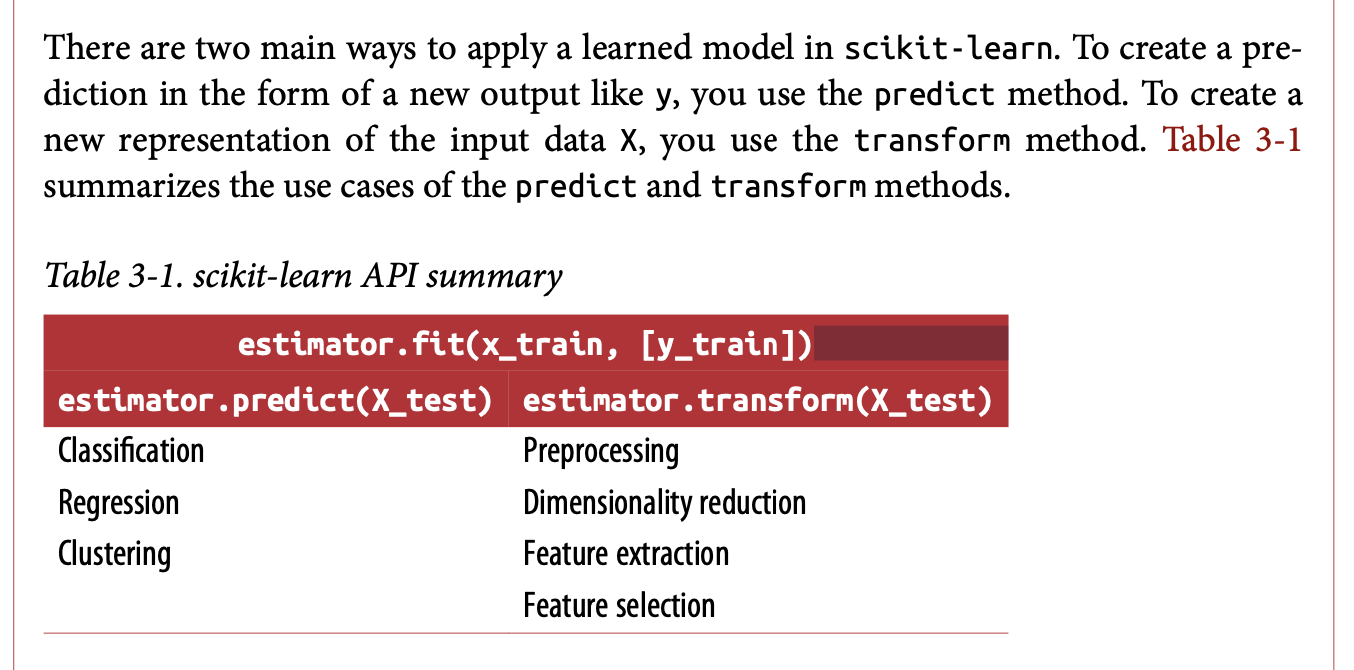 There are two main ways to apply a learned model in scikit-learn. To create a pre-
diction in the form of a new output like y, you use the predict method. To create a
new representation of the input data X, you use the transform method. Table 3-1
summarizes the use cases of the predict and transform methods.
Table 3-1. scikit-learn API summary
estimator.fit(x_train, [y_train])
estimator.predict(X_test) estimator.transform(X_test)
Classification Preprocessing
Regression Dimensionality reduction
Clustering Feature extraction
Feature selection